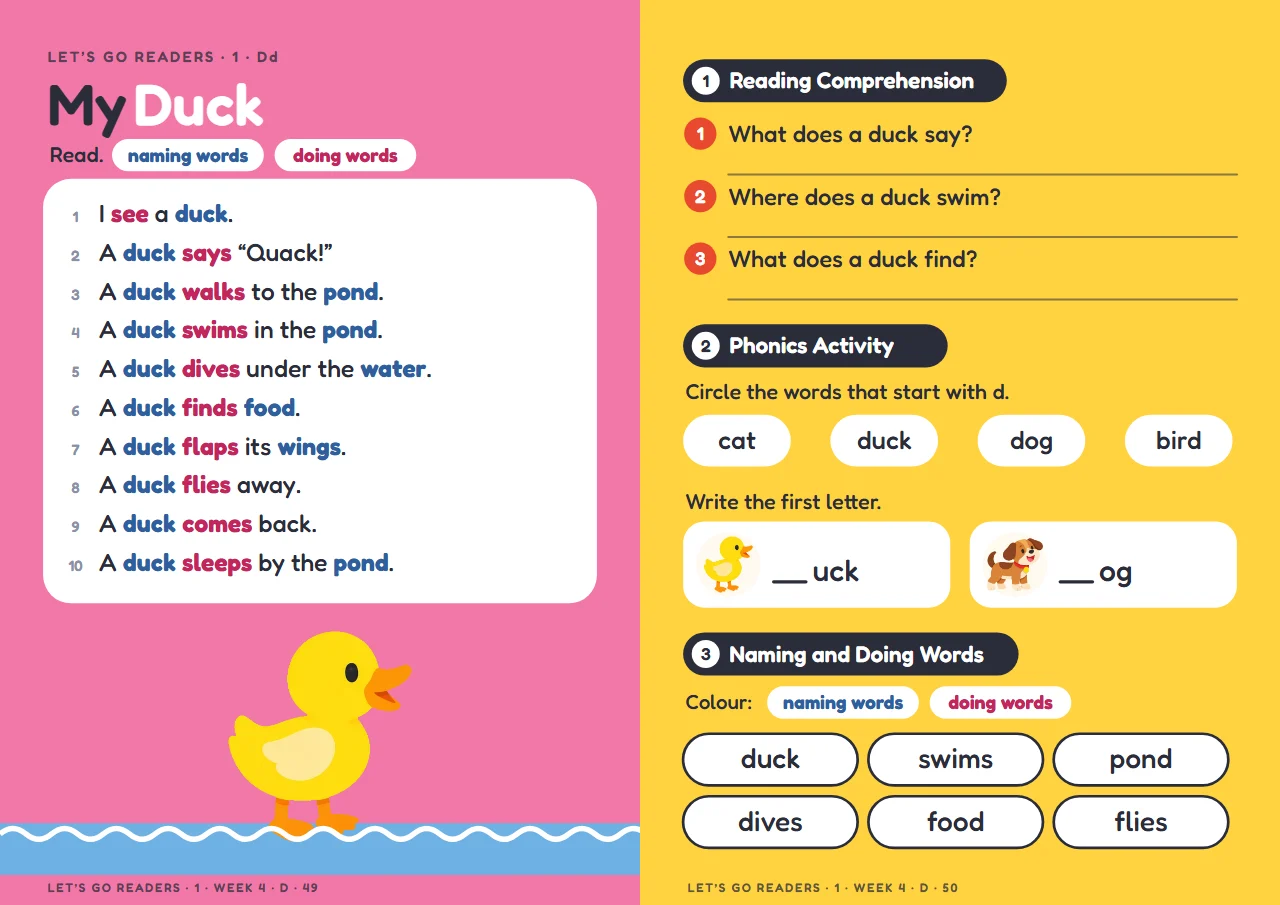 LET'S GO READERS · 1 · Dd
My Duck
Read. naming words doing words
1 I see a duck.
2 A duck says “Quack!”
3 A duck walks to the pond.
4 A duck swims in the pond.
5 A duck dives under the water.
6 A duck finds food.
7 A duck flaps its wings.
8 A duck flies away.
9 A duck comes back.
10 A duck sleeps by the pond.
LET'S GO READERS · 1 · WEEK 4 · D · 49
1 Reading Comprehension
1 What does a duck say?
2 Where does a duck swim?
3 What does a duck find?
2 Phonics Activity
Circle the words that start with d.
cat duck dog bird
Write the first letter.
__ uck __ og
3 Naming and Doing Words
Colour: naming words doing words
duck swims pond
dives food flies
LET'S GO READERS · 1 · WEEK 4 · D · 50